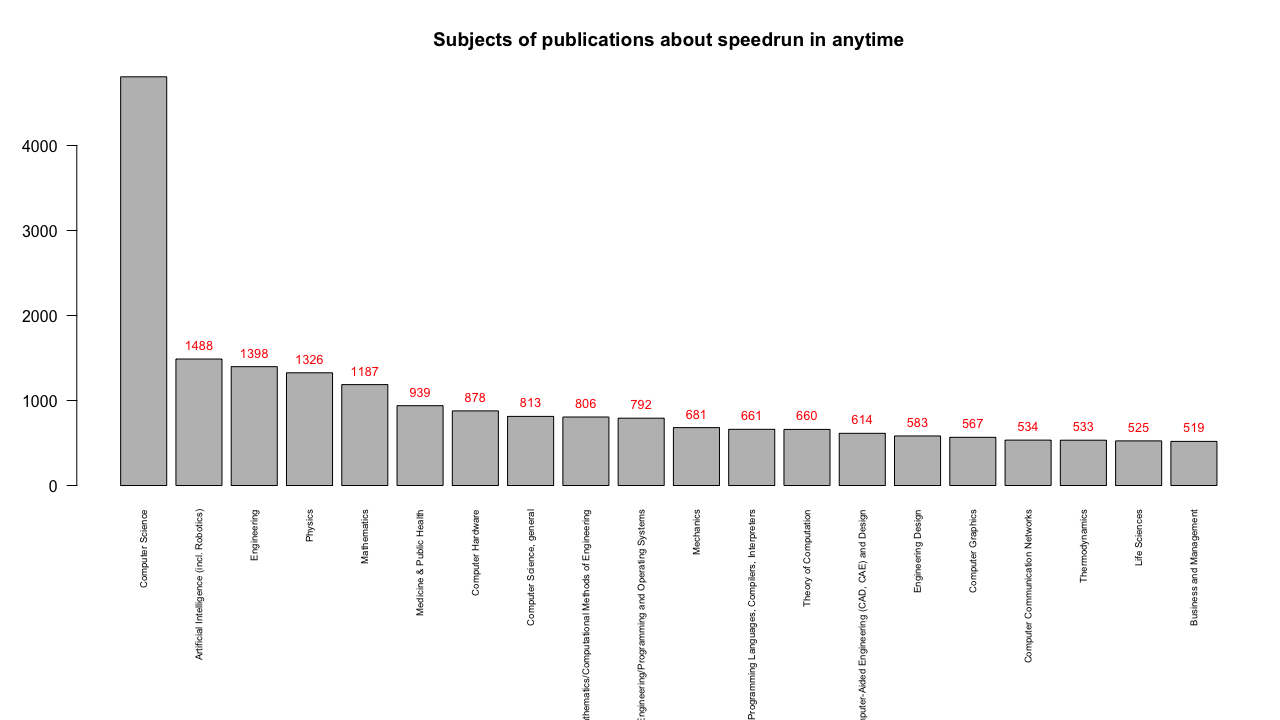 Subjects of publications about speedrun in anytime
4000
3000
2000
1000
0
1488
1398
1326
1187
939
878
813
806
792
681
661
660
614
583
567
534
533
525
519
Computer Science
Artificial Intelligence (incl. Robotics)
Engineering
Physics
Mathematics
Medicine & Public Health
Computer Hardware
Computer Science, general
thematics/Computational Methods of Engineering
Engineering/Programming and Operating Systems
Mechanics
Programming Languages, Compilers, Interpreters
Theory of Computation
puter-Aided Engineering (CAD, CAE) and Design
Engineering Design
Computer Graphics
Computer Communication Networks
Thermodynamics
Life Sciences
Business and Management